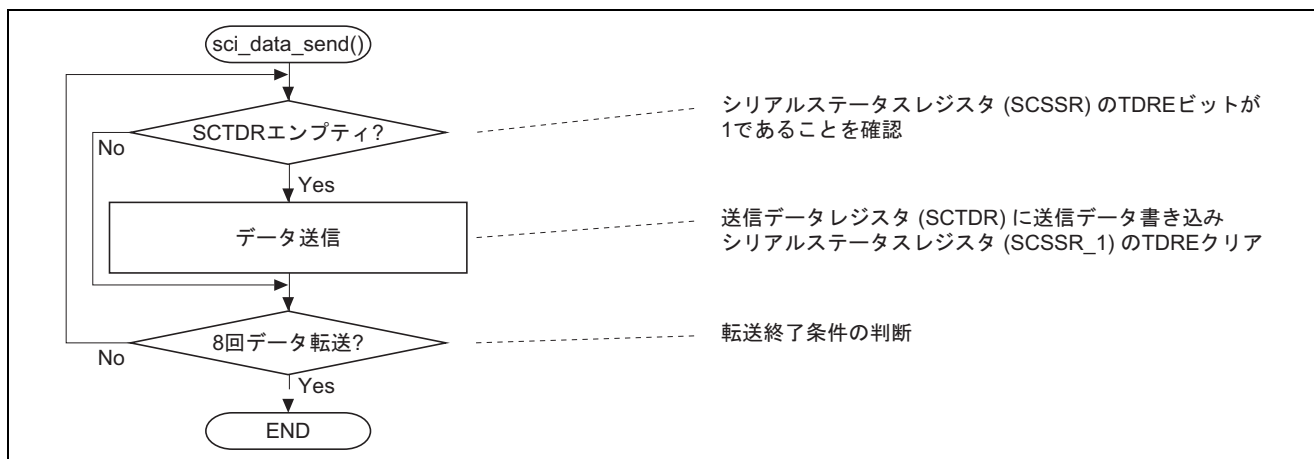 sci_data_send()
SCTDRエンプティ?
No
Yes
シリアルステータスレジスタ (SCSSR) のTDREビットが
1であることを確認
データ送信
送信データレジスタ (SCTDR) に送信データ書き込み
シリアルステータスレジスタ (SCSSR_1) のTDREクリア
8回データ転送?
No
Yes
転送終了条件の判断
END